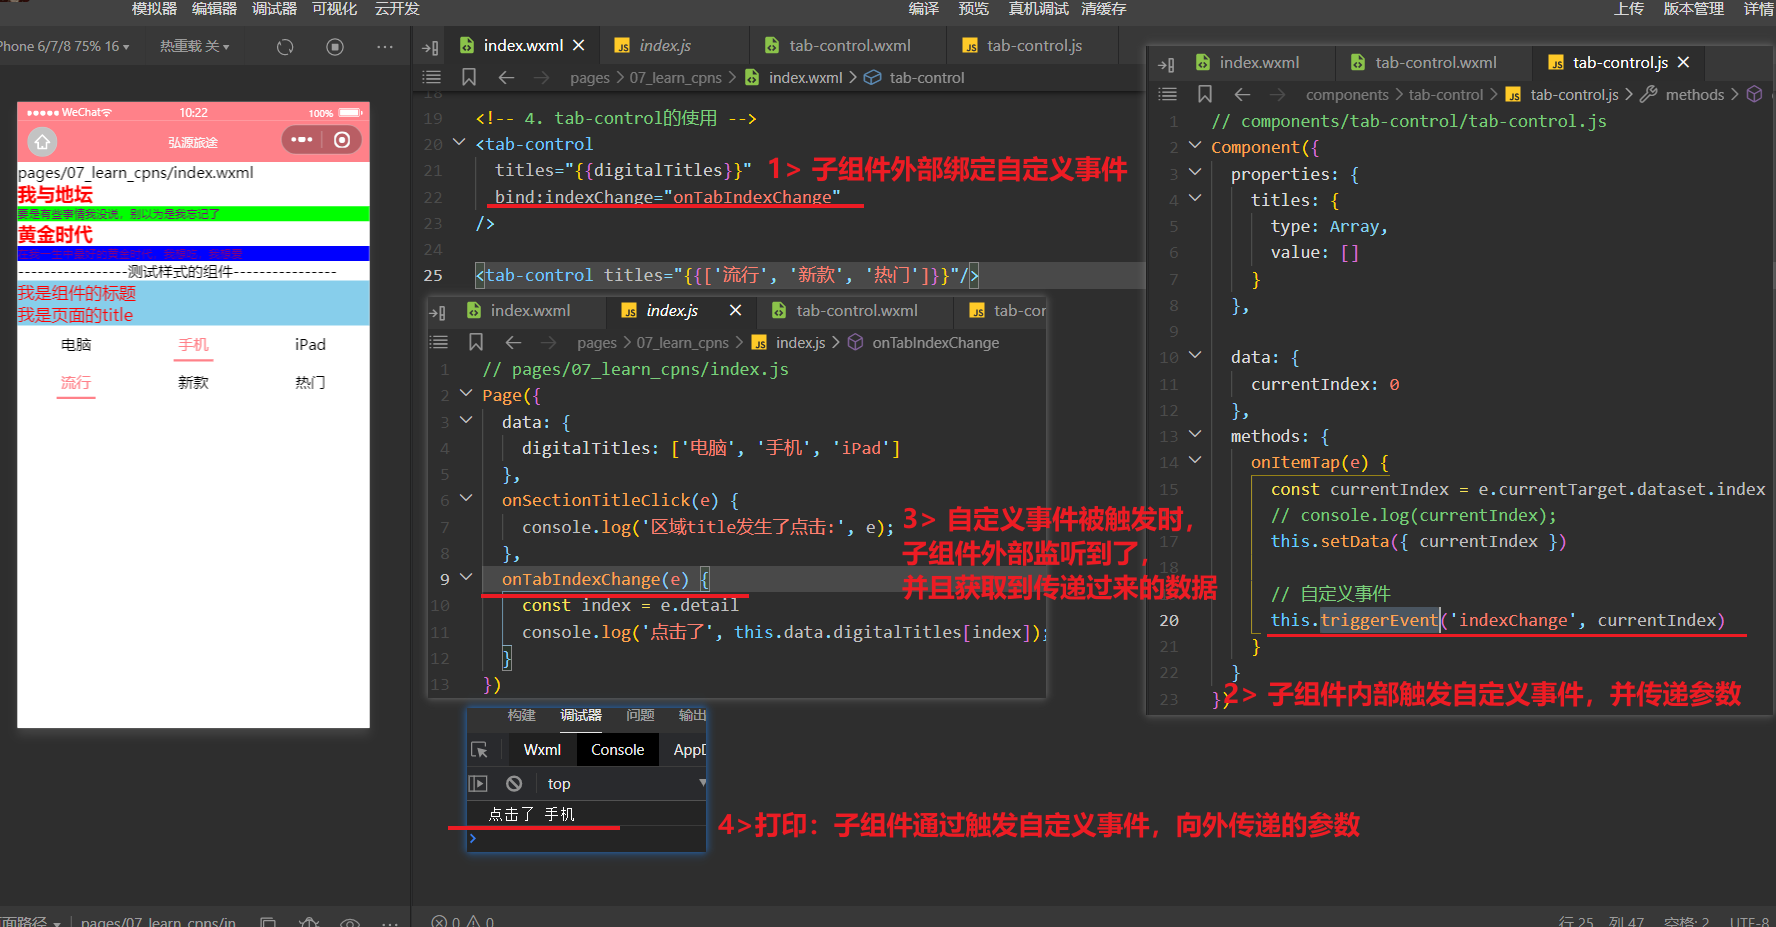 模拟器 编辑器 调试器 可视化 云开发 编译 预览 真机调试 清缓存 上传 版本管理 详情
Phone 6/7/8 75% 16 热重载 关
WeChat 10:22 100%
弘源旅途
pages/07_learn_cpns/index.wxml
我与地坛
要是有些事情我没说，别以为是我忘记了
黄金时代
----------------测试样式的组件----------------
我是组件的标题
我是页面的title
电脑 手机 iPad
流行 新款 热门
index.wxml index.js tab-control.wxml tab-control.js
pages > 07_learn_cpns > index.wxml > tab-control
18
19 <!-- 4. tab-control的使用 -->
20 <tab-control
21 titles="{{digitalTitles}}"
22 bind:indexChange="onTabIndexChange"
23 />
24
25 <tab-control titles="{{['流行', '新款', '热门']}}"/>
1> 子组件外部绑定自定义事件
index.wxml index.js tab-control.wxml tab-cor
pages > 07_learn_cpns > index.js > onTabIndexChange
1 // pages/07_learn_cpns/index.js
2 Page({
3 data: {
4 digitalTitles: ['电脑', '手机', 'iPad']
5 },
6 onSectionTitleClick(e) {
7 console.log('区域title发生了点击:', e);
8 },
9 onTabIndexChange(e) {
10 const index = e.detail
11 console.log('点击了', this.data.digitalTitles[index]);
12 }
13 })
3> 自定义事件被触发时，
子组件外部监听到了，
并且获取到传递过来的数据
index.wxml tab-control.wxml tab-control.js
components > tab-control > tab-control.js > methods >
1 // components/tab-control/tab-control.js
2 Component({
3 properties: {
4 titles: {
5 type: Array,
6 value: []
7 }
8 },
9
10 data: {
11 currentIndex: 0
12 },
13 methods: {
14 onItemTap(e) {
15 const currentIndex = e.currentTarget.dataset.index
// console.log(currentIndex);
17 this.setData({ currentIndex })
18
// 自定义事件
20 this.triggerEvent('indexChange', currentIndex)
21 }
22 }
23 })
2> 子组件内部触发自定义事件，并传递参数
构建 调试器 问题 输出
Wxml Console AppD
top
点击了 手机
>
4>打印：子组件通过触发自定义事件，向外传递的参数
面路径 pages/07_learn_cpns/in 0 0 行 25 列 47 空格: 2 UTF-8